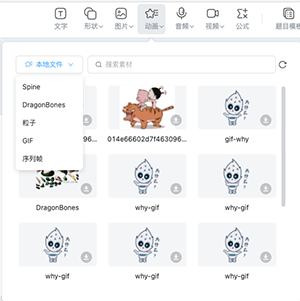 文字
形状
图片
动画
音频
视频
公式
题目模板
本地文件
搜索素材
Spine
DragonBones
粒子
GIF
序列帧
014e66602d7f463096...
gif-why
DragonBones
why-gif
why-gif
why-gif
why-gif
why-gif